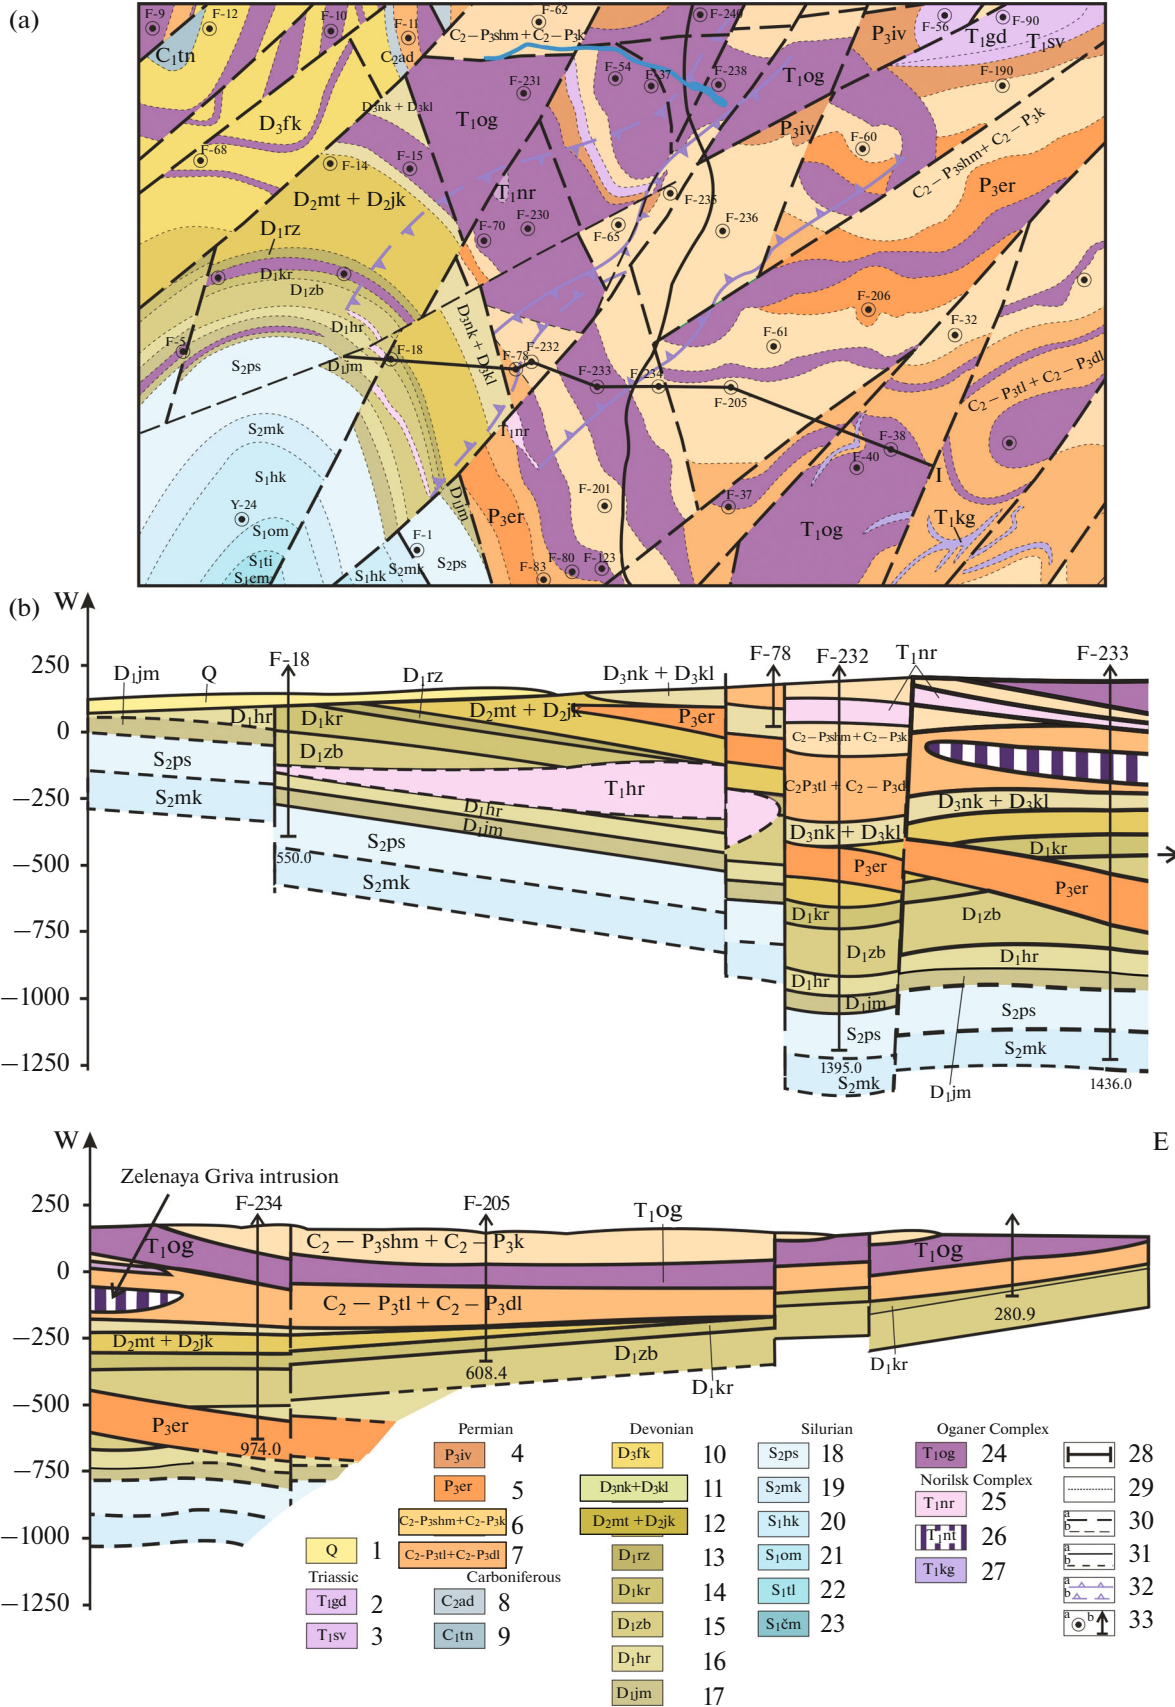 (a)
F-9
F-12
F-10
F-11
F-62
F-240
F-56
F-90
C₁tn
C₂ad
C₂ – P₃shm + C₂ – P₃k
P₃iv
T₁gd
T₁sv
F-231
F-54
F-37
F-238
T₁og
F-190
D₃nk + D₃kl
D₃fk
T₁og
P₃iv
F-60
C₂ – P₃shm + C₂ – P₃k
F-68
F-14
F-15
D₂mt + D₂jk
T₁nr
F-235
P₃er
F-70
F-230
F-65
F-236
D₁rz
D₁kr
D₁zb
F-206
D₁hr
D₃nk + D₃kl
F-32
F-5
S₂ps
D₁jm
F-18
F-78
F-232
F-61
F-233
F-234
F-205
C₂ – P₃tl + C₂ – P₃dl
S₂mk
T₁nr
F-38
F-40
I
S₁hk
D₁jm
F-201
F-37
Y-24
P₃er
T₁og
T₁kg
S₁om
F-1
S₁ti
S₁em
S₁hk
S₂mk
S₂ps
F-83
F-80
F-123
(b)
W
250
0
−250
−500
−750
−1000
−1250
D₁jm
Q
F-18
D₁rz
D₃nk + D₃kl
F-78
F-232
T₁nr
F-233
D₁hr
D₁kr
D₂mt + D₂jk
P₃er
C₂ – P₃shm + C₂ – P₃k
D₁zb
S₂ps
S₂mk
T₁hr
C₂P₃tl + C₂ – P₃d
D₁hr
D₁jm
D₃nk + D₃kl
D₃nk + D₃kl
550.0
S₂ps
S₂mk
P₃er
D₁kr
P₃er
D₁kr
D₁zb
D₁zb
D₁hr
D₁hr
D₁jm
S₂ps
S₂ps
1395.0
S₂mk
S₂mk
D₁jm
1436.0
W
E
250
0
−250
−500
−750
−1000
−1250
Zelenaya Griva intrusion
F-234
F-205
T₁og
T₁og
C₂ – P₃shm + C₂ – P₃k
T₁og
C₂ – P₃tl + C₂ – P₃dl
280.9
D₂mt + D₂jk
D₁zb
D₁kr
D₁kr
608.4
P₃er
974.0
Permian
Devonian
Silurian
Oganer Complex
P₃iv 4
D₃fk 10
S₂ps 18
T₁og 24
28
Norilsk Complex
P₃er 5
D₃nk+D₃kl 11
S₂mk 19
T₁nr 25
29
C₂-P₃shm+C₂-P₃k 6
D₂mt +D₂jk 12
S₁hk 20
T₁nt 26
a b 30
Q 1
C₂-P₃tl+C₂-P₃dl 7
D₁rz 13
S₁om 21
T₁kg 27
a b 31
Triassic
Carboniferous
T₁gd 2
C₂ad 8
D₁kr 14
S₁tl 22
a b 32
T₁sv 3
C₁tn 9
D₁zb 15
S₁čm 23
a b 33
D₁hr 16
D₁jm 17